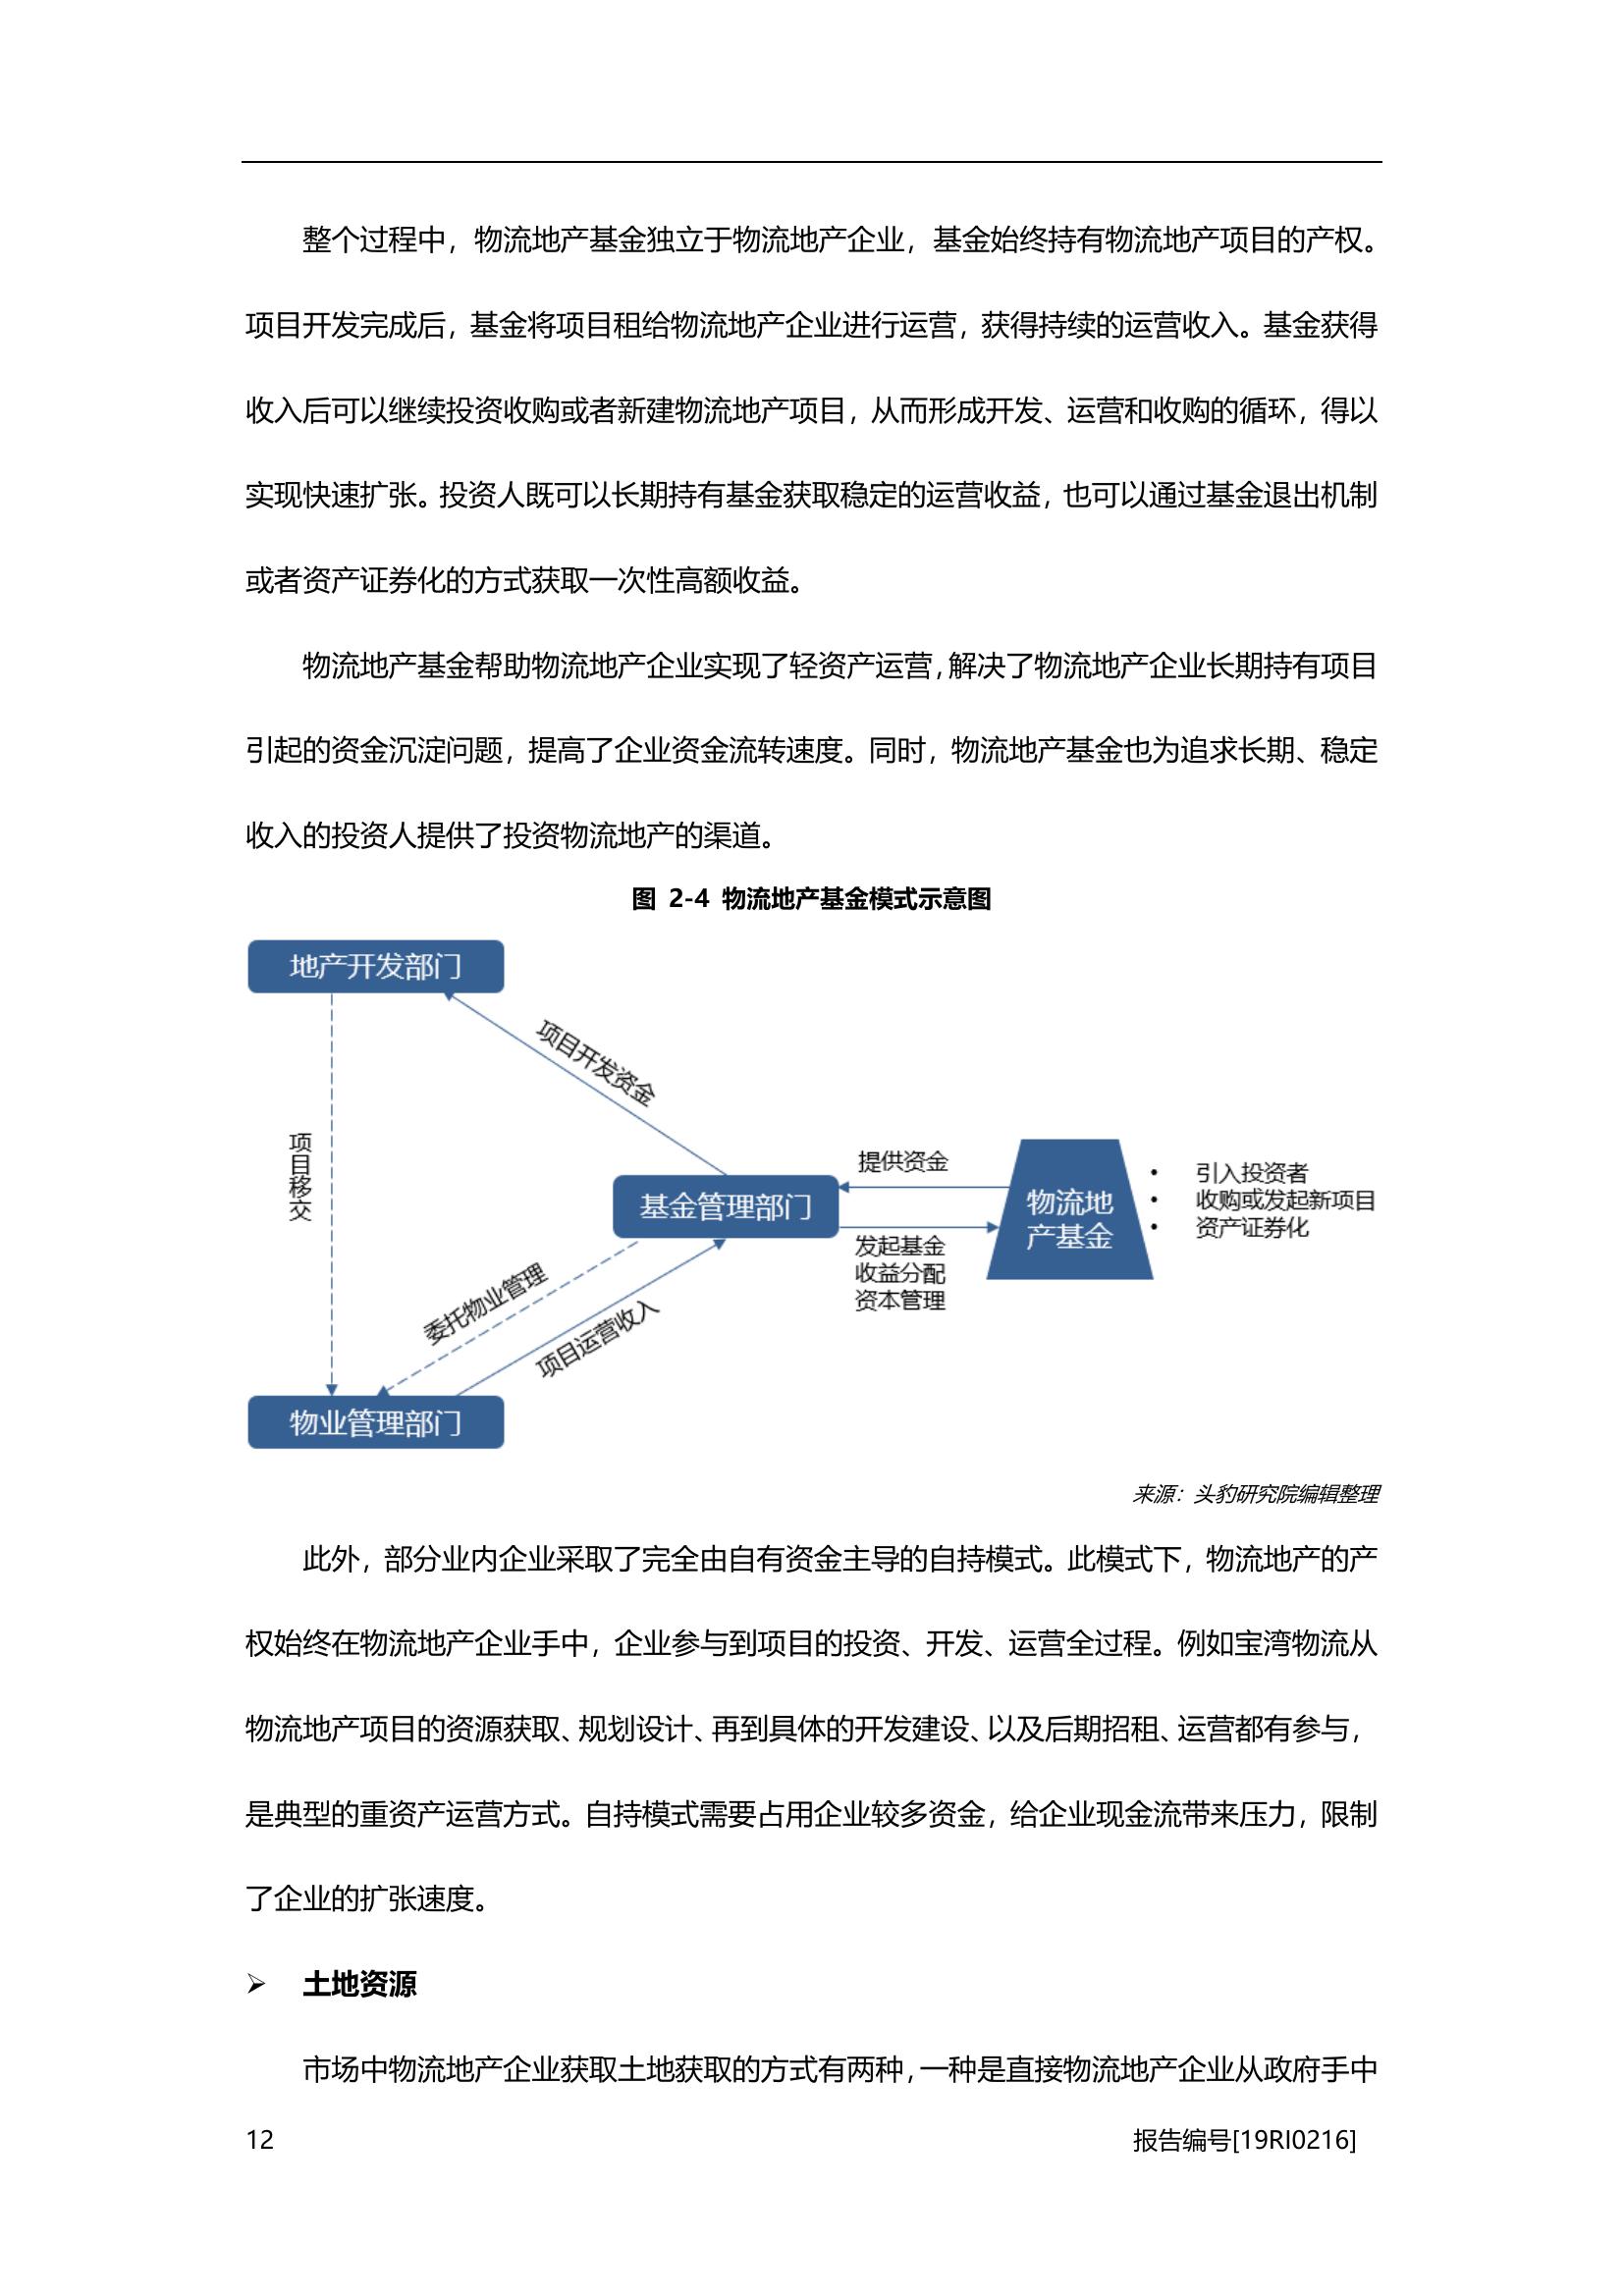 整个过程中，物流地产基金独立于物流地产企业，基金始终持有物流地产项目的产权。
项目开发完成后，基金将项目租给物流地产企业进行运营，获得持续的运营收入。基金获得
收入后可以继续投资收购或者新建物流地产项目，从而形成开发、运营和收购的循环，得以
实现快速扩张。投资人既可以长期持有基金获取稳定的运营收益，也可以通过基金退出机制
或者资产证券化的方式获取一次性高额收益。
物流地产基金帮助物流地产企业实现了轻资产运营，解决了物流地产企业长期持有项目
引起的资金沉淀问题，提高了企业资金流转速度。同时，物流地产基金也为追求长期、稳定
收入的投资人提供了投资物流地产的渠道。
图 2-4 物流地产基金模式示意图
地产开发部门
项目开发资金
项目移交
提供资金
基金管理部门
物流地
产基金
• 引入投资者
• 收购或发起新项目
• 资产证券化
发起基金
收益分配
资本管理
委托物业管理
项目运营收入
物业管理部门
来源：头豹研究院编辑整理
此外，部分业内企业采取了完全由自有资金主导的自持模式。此模式下，物流地产的产
权始终在物流地产企业手中，企业参与到项目的投资、开发、运营全过程。例如宝湾物流从
物流地产项目的资源获取、规划设计、再到具体的开发建设、以及后期招租、运营都有参与，
是典型的重资产运营方式。自持模式需要占用企业较多资金，给企业现金流带来压力，限制
了企业的扩张速度。
➢ 土地资源
市场中物流地产企业获取土地获取的方式有两种，一种是直接物流地产企业从政府手中
12 报告编号[19RI0216]